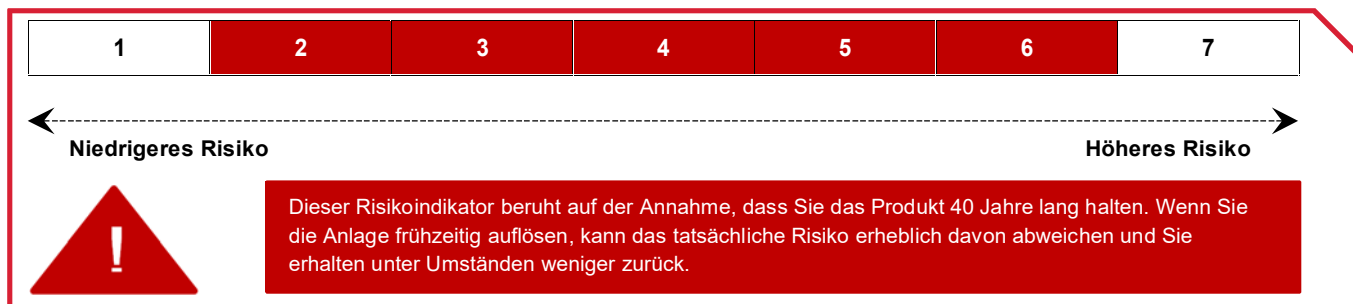 1 2 3 4 5 6 7
Niedrigeres Risiko Höheres Risiko
!
Dieser Risikoindikator beruht auf der Annahme, dass Sie das Produkt 40 Jahre lang halten. Wenn Sie
die Anlage frühzeitig auflösen, kann das tatsächliche Risiko erheblich davon abweichen und Sie
erhalten unter Umständen weniger zurück.